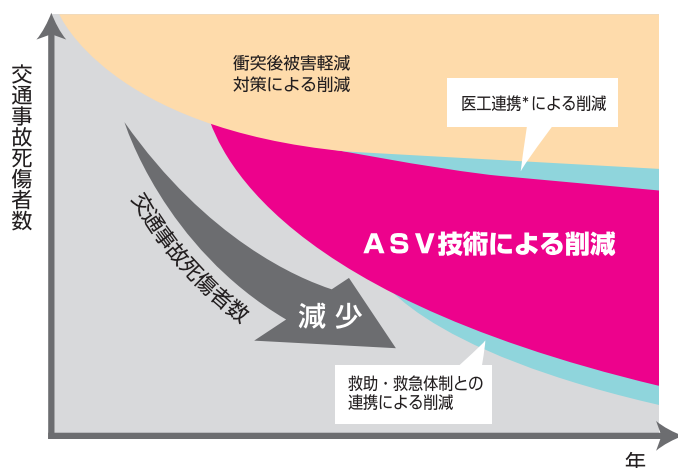 交通事故死傷者数
衝突後被害軽減
対策による削減
医工連携*による削減
ASV技術による削減
交通事故死傷者数
減少
救助・救急体制との
連携による削減
年